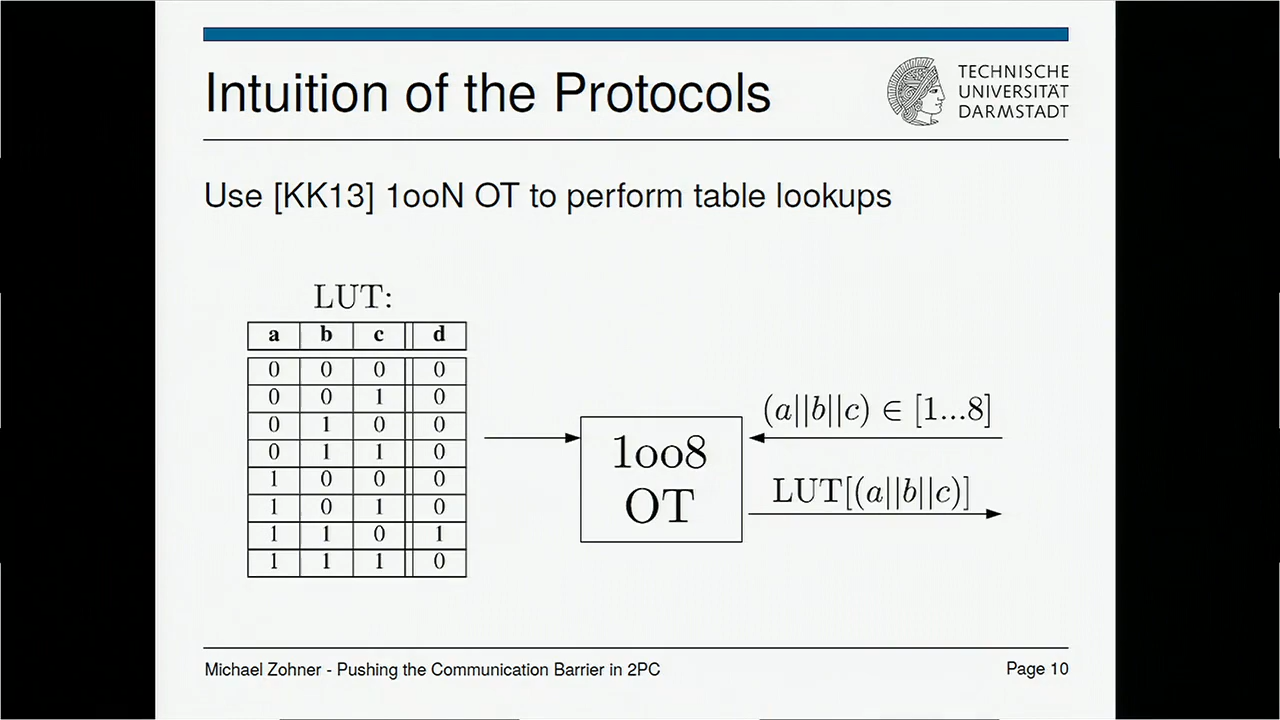 Intuition of the Protocols
TECHNISCHE
UNIVERSITÄT
DARMSTADT
Use [KK13] 1ooN OT to perform table lookups
LUT:
a b c d
0 0 0 0
0 0 1 0
0 1 0 0
0 1 1 0
1 0 0 0
1 0 1 0
1 1 0 1
1 1 1 0
1oo8
OT
(a||b||c) ∈ [1...8]
LUT[(a||b||c)]
Michael Zohner - Pushing the Communication Barrier in 2PC
Page 10